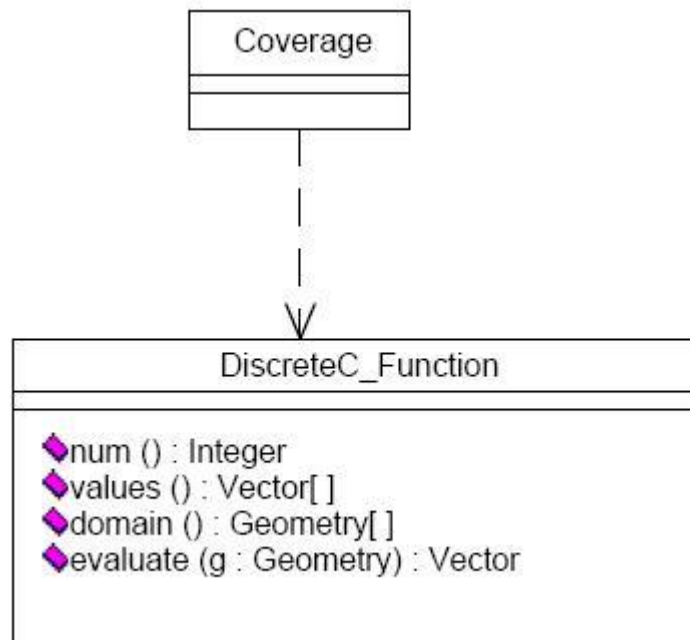 Coverage
DiscreteC_Function
num () : Integer
values () : Vector[ ]
domain () : Geometry[ ]
evaluate (g : Geometry) : Vector